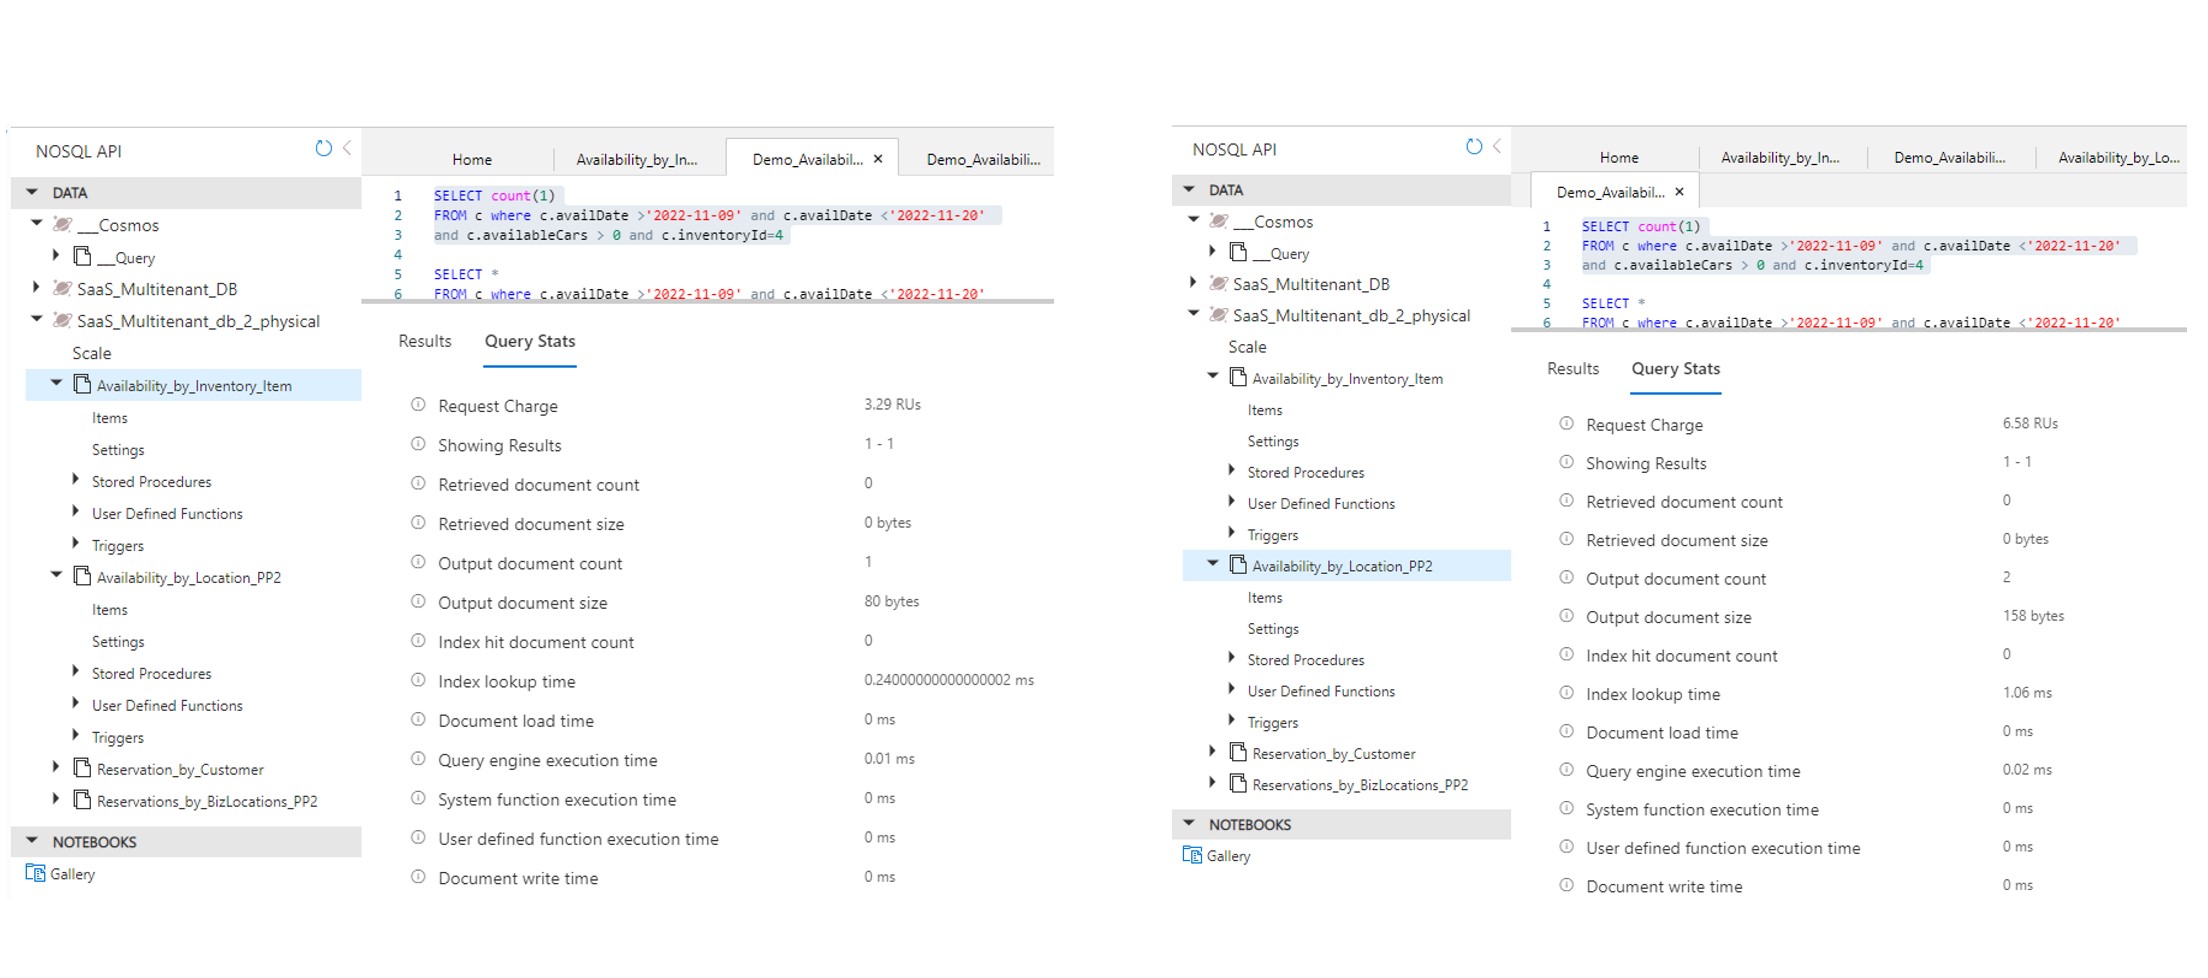 NOSQL API
DATA
___Cosmos
___Query
SaaS_Multitenant_DB
SaaS_Multitenant_db_2_physical
Scale
Availability_by_Inventory_Item
Items
Settings
Stored Procedures
User Defined Functions
Triggers
Availability_by_Location_PP2
Items
Settings
Stored Procedures
User Defined Functions
Triggers
Reservation_by_Customer
Reservations_by_BizLocations_PP2
NOTEBOOKS
Gallery
Home Availability_by_In... Demo_Availabil... × Demo_Availabili...
1 SELECT count(1)
2 FROM c where c.availDate >'2022-11-09' and c.availDate <'2022-11-20'
3 and c.availableCars > 0 and c.inventoryId=4
4
5 SELECT *
6 FROM c where c.availDate >'2022-11-09' and c.availDate <'2022-11-20'
Results Query Stats
Request Charge 3.29 RUs
Showing Results 1 - 1
Retrieved document count 0
Retrieved document size 0 bytes
Output document count 1
Output document size 80 bytes
Index hit document count 0
Index lookup time 0.24000000000000002 ms
Document load time 0 ms
Query engine execution time 0.01 ms
System function execution time 0 ms
User defined function execution time 0 ms
Document write time 0 ms
NOSQL API
DATA
___Cosmos
___Query
SaaS_Multitenant_DB
SaaS_Multitenant_db_2_physical
Scale
Availability_by_Inventory_Item
Items
Settings
Stored Procedures
User Defined Functions
Triggers
Availability_by_Location_PP2
Items
Settings
Stored Procedures
User Defined Functions
Triggers
Reservation_by_Customer
Reservations_by_BizLocations_PP2
NOTEBOOKS
Gallery
Home Availability_by_In... Demo_Availabili... Availability_by_Lo...
Demo_Availabil... ×
1 SELECT count(1)
2 FROM c where c.availDate >'2022-11-09' and c.availDate <'2022-11-20'
3 and c.availableCars > 0 and c.inventoryId=4
4
5 SELECT *
6 FROM c where c.availDate >'2022-11-09' and c.availDate <'2022-11-20'
Results Query Stats
Request Charge 6.58 RUs
Showing Results 1 - 1
Retrieved document count 0
Retrieved document size 0 bytes
Output document count 2
Output document size 158 bytes
Index hit document count 0
Index lookup time 1.06 ms
Document load time 0 ms
Query engine execution time 0.02 ms
System function execution time 0 ms
User defined function execution time 0 ms
Document write time 0 ms